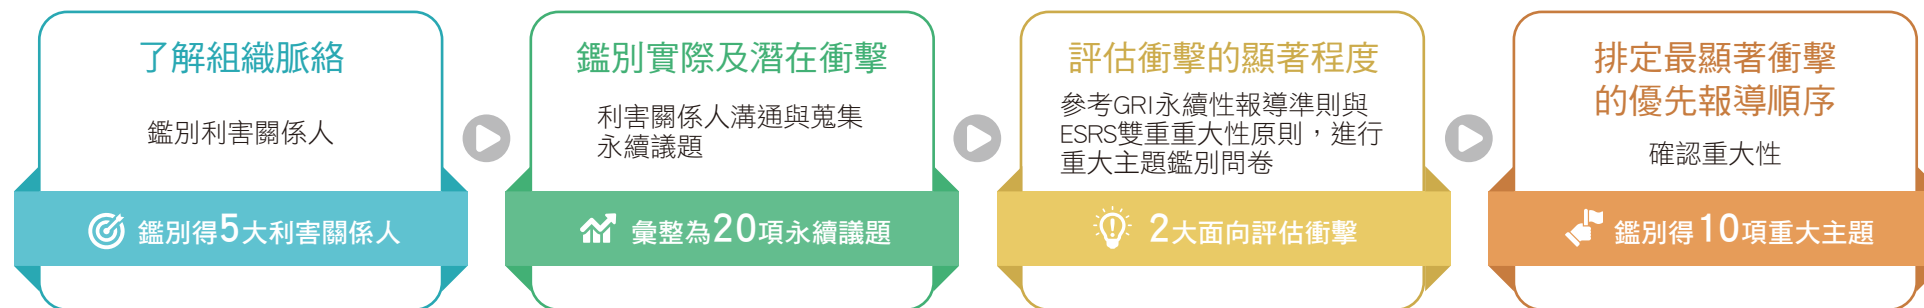 了解組織脈絡
鑑別利害關係人
鑑別得5大利害關係人
鑑別實際及潛在衝擊
利害關係人溝通與蒐集
永續議題
彙整為20項永續議題
評估衝擊的顯著程度
參考GRI永續性報導準則與
ESRS雙重重大性原則，進行
重大主題鑑別問卷
2大面向評估衝擊
排定最顯著衝擊
的優先報導順序
確認重大性
鑑別得10項重大主題